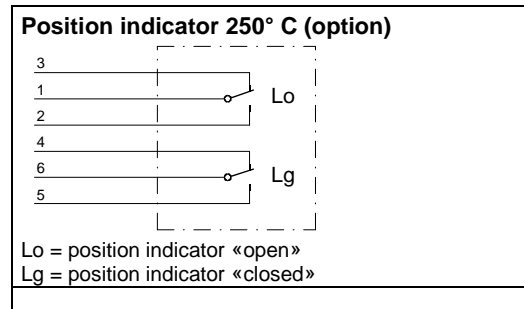 Position indicator 250° C (option)
3
1
Lo
2
4
6
Lg
5
Lo = position indicator «open»
Lg = position indicator «closed»